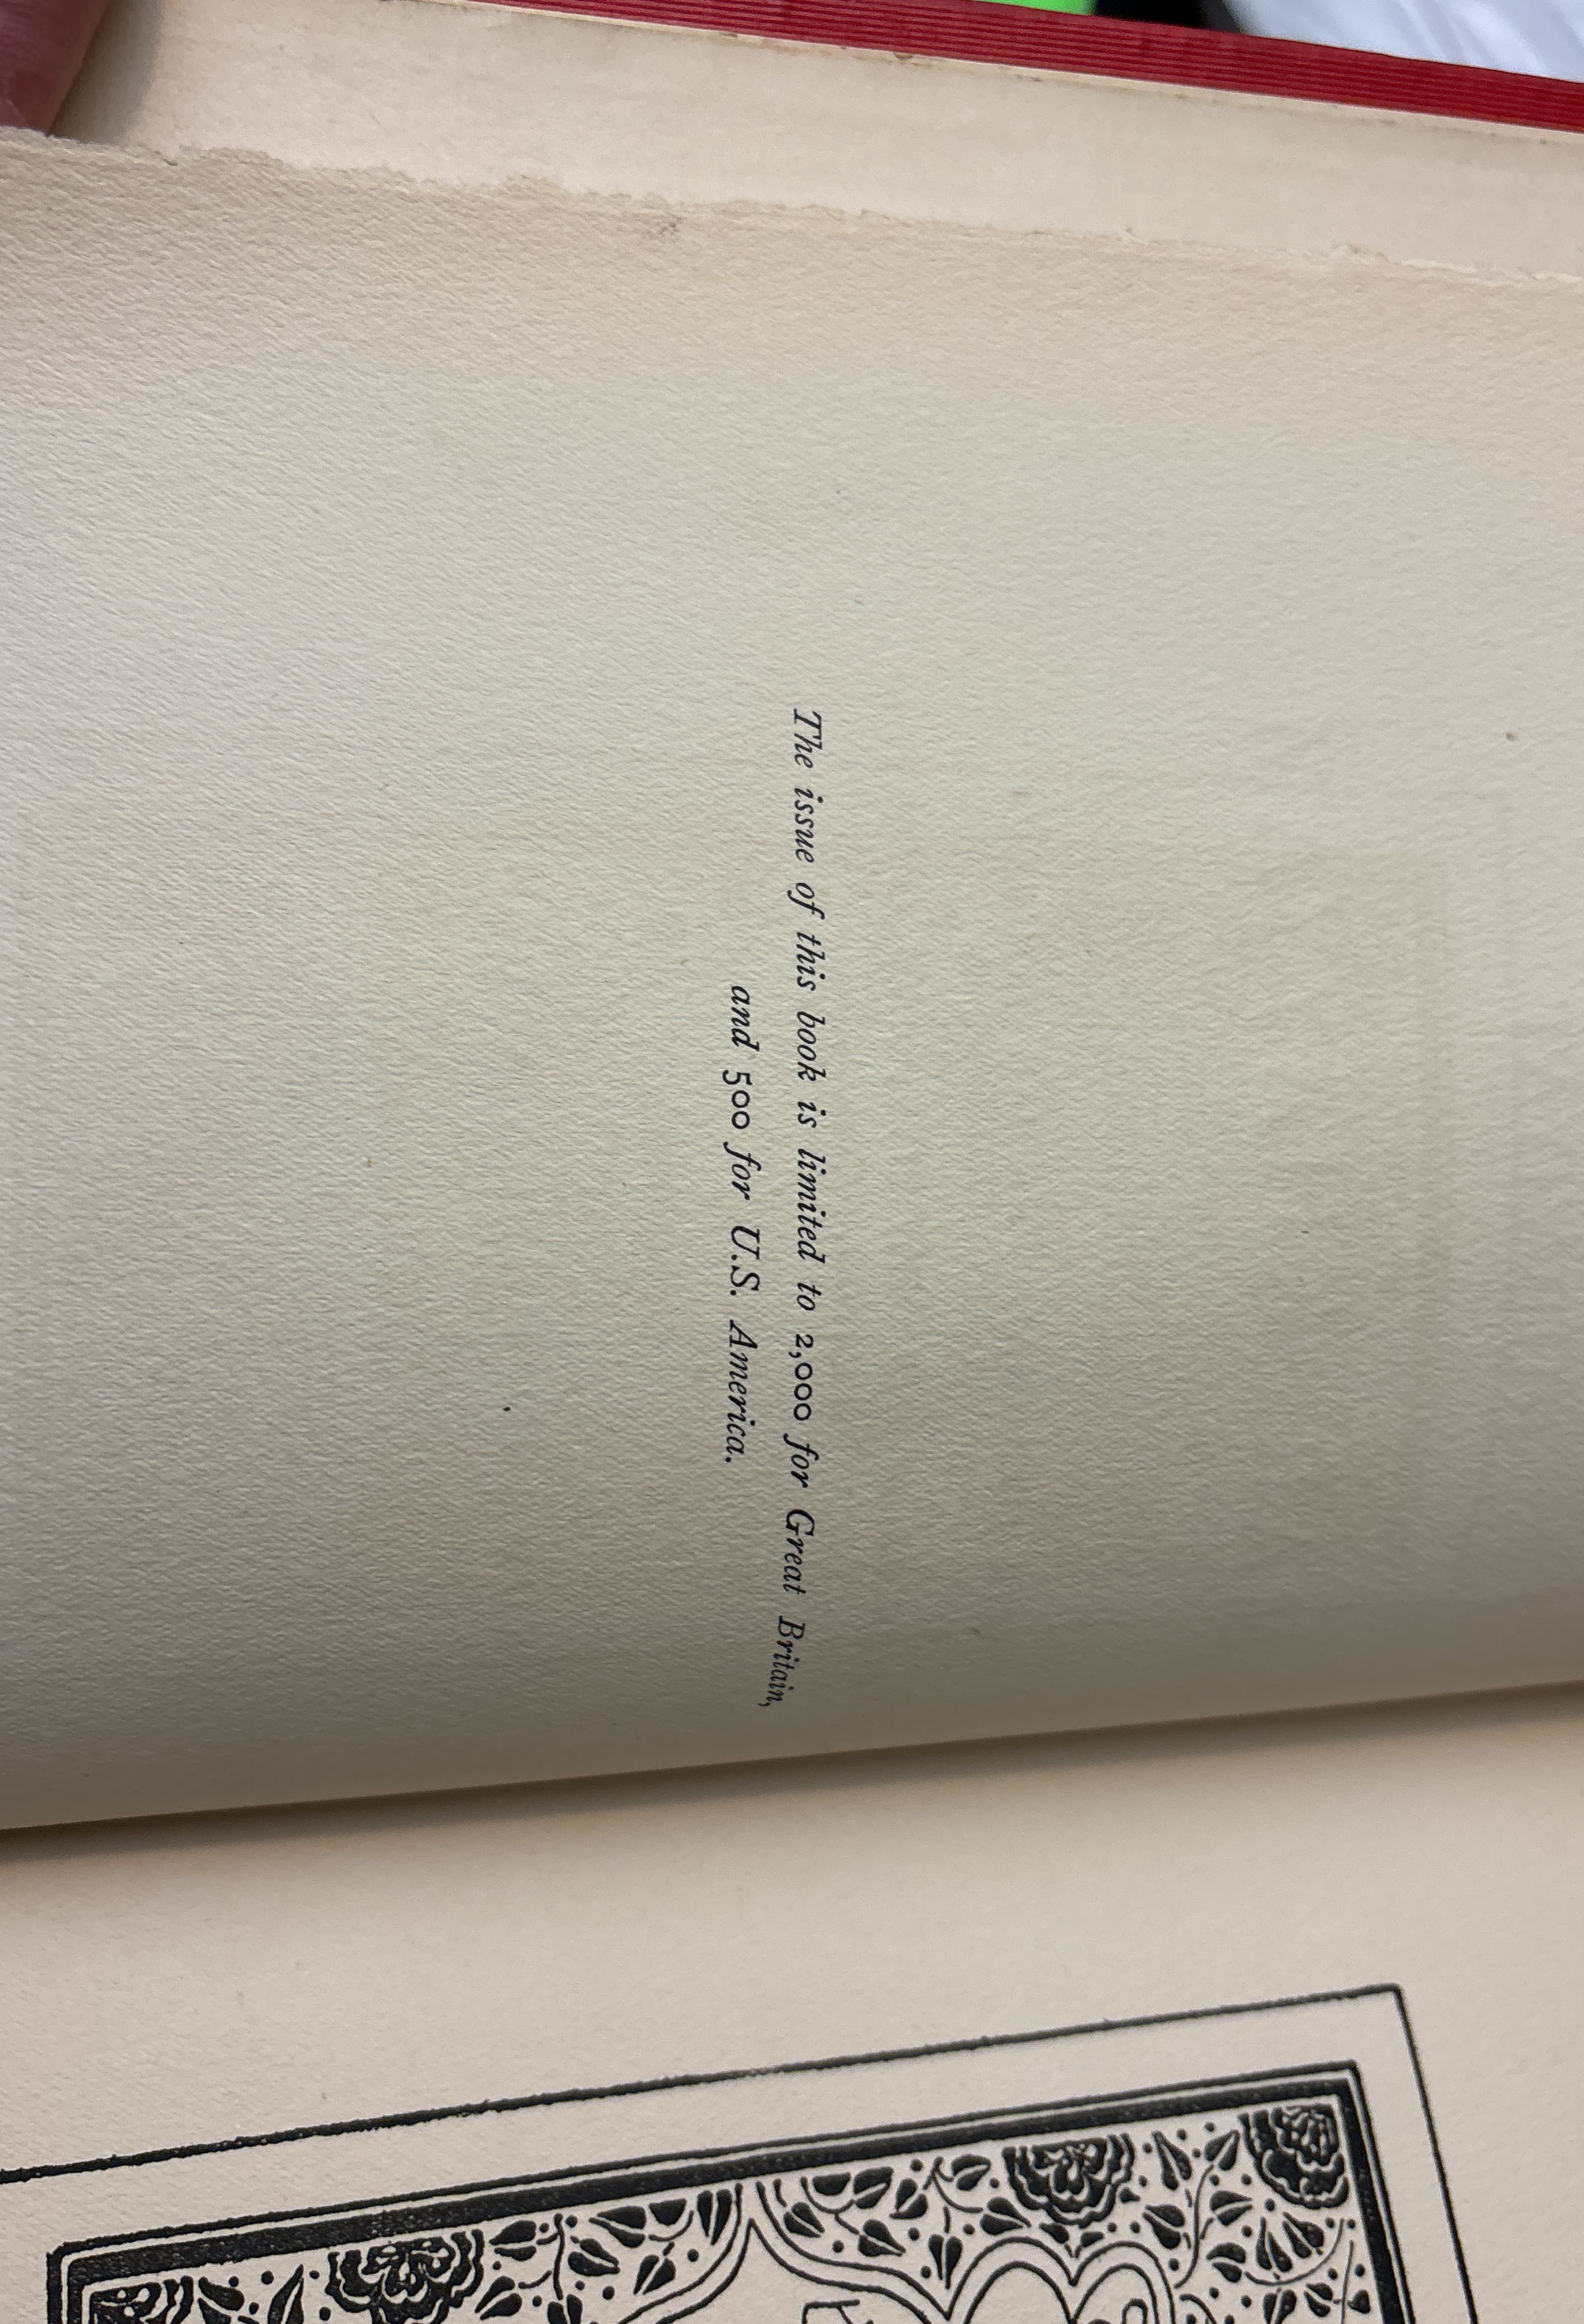 The issue of this book is limited to 2,000 for Great Britain,
and 500 for U.S. America.